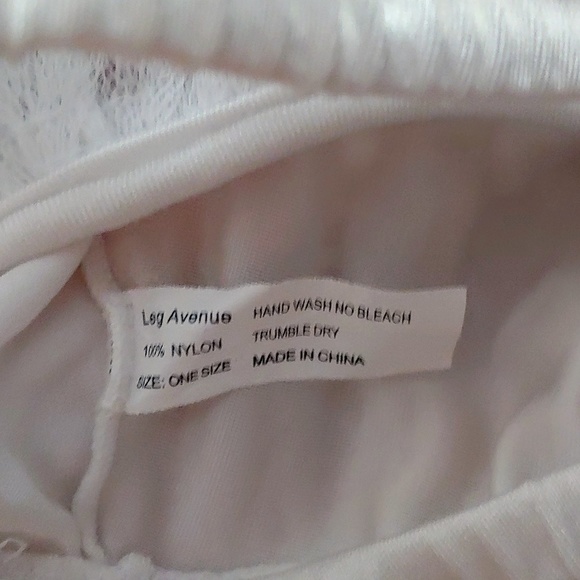 Leg Avenue
100% NYLON
SIZE: ONE SIZE
HAND WASH NO BLEACH
TRUMBLE DRY
MADE IN CHINA